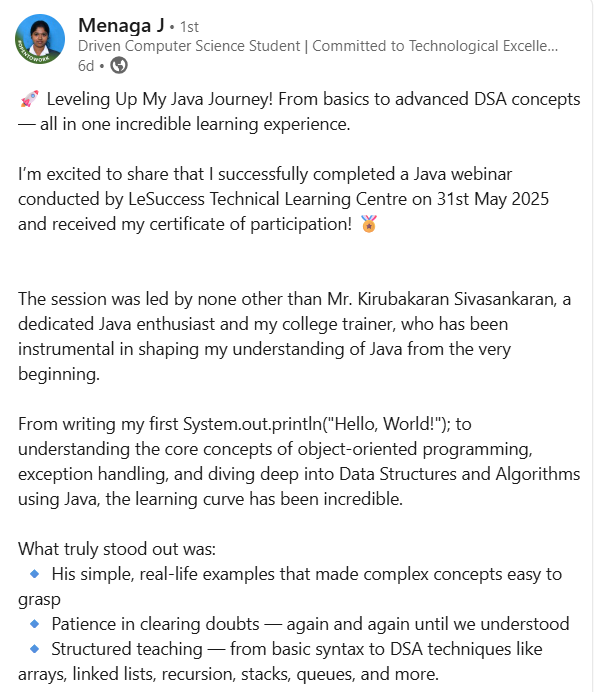 Menaga J • 1st
Driven Computer Science Student | Committed to Technological Excelle...
6d •
#OPENTOWORK
🚀 Leveling Up My Java Journey! From basics to advanced DSA concepts
— all in one incredible learning experience.
I'm excited to share that I successfully completed a Java webinar
conducted by LeSuccess Technical Learning Centre on 31st May 2025
and received my certificate of participation! 🏅
The session was led by none other than Mr. Kirubakaran Sivasankaran, a
dedicated Java enthusiast and my college trainer, who has been
instrumental in shaping my understanding of Java from the very
beginning.
From writing my first System.out.println("Hello, World!"); to
understanding the core concepts of object-oriented programming,
exception handling, and diving deep into Data Structures and Algorithms
using Java, the learning curve has been incredible.
What truly stood out was:
🔹 His simple, real-life examples that made complex concepts easy to
grasp
🔹 Patience in clearing doubts — again and again until we understood
🔹 Structured teaching — from basic syntax to DSA techniques like
arrays, linked lists, recursion, stacks, queues, and more.